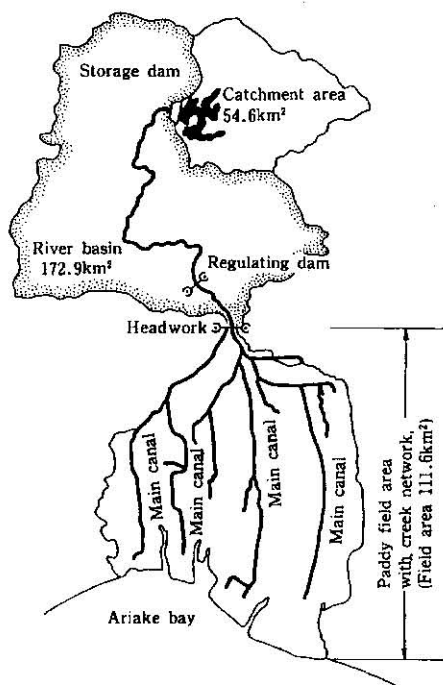 Storage dam
Catchment area
54.6km²
River basin
172.9km²
Regulating dam
Headwork
Main canal
Main canal
Main canal
Main canal
Paddy field area
with creek network,
(Field area 111.6km²)
Ariake bay